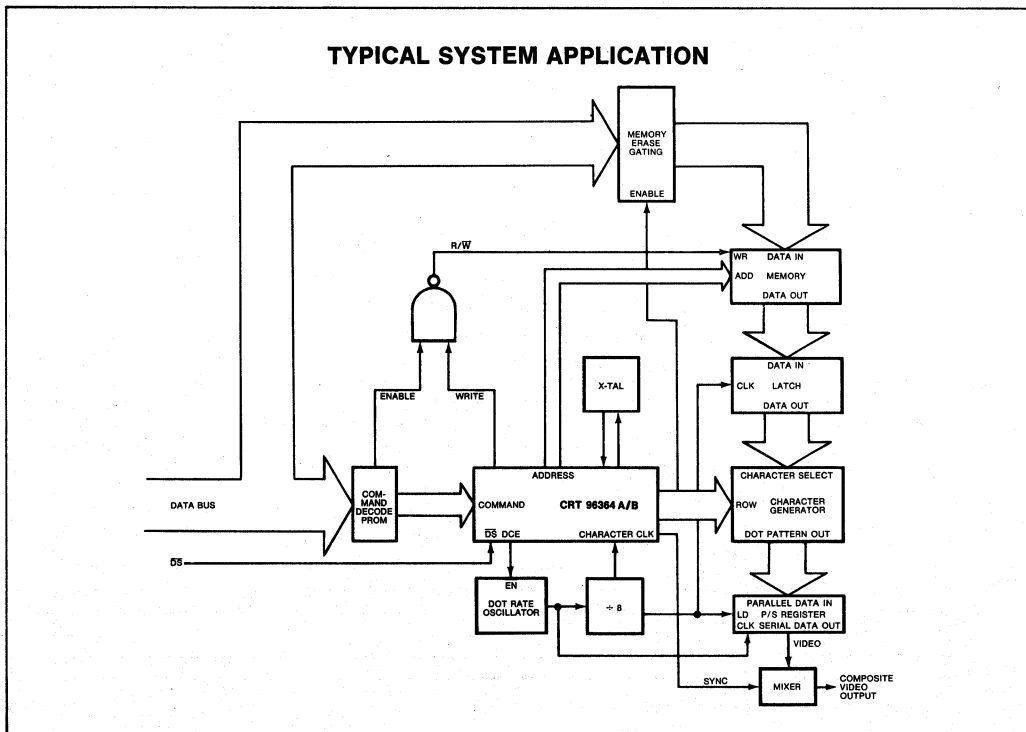 TYPICAL SYSTEM APPLICATION
MEMORY
ERASE
GATING
ENABLE
R/W̅
WR DATA IN
ADD MEMORY
DATA OUT
X-TAL
DATA IN
CLK LATCH
DATA OUT
ENABLE
WRITE
DATA BUS
COM-
MAND
DECODE
PROM
ADDRESS
COMMAND CRT 96364 A/B
D̅S̅ DCE CHARACTER CLK
CHARACTER SELECT
ROW CHARACTER
GENERATOR
DOT PATTERN OUT
D̅S̅
EN
DOT RATE
OSCILLATOR
÷ 8
PARALLEL DATA IN
LD P/S REGISTER
CLK SERIAL DATA OUT
VIDEO
SYNC
MIXER
COMPOSITE
VIDEO
OUTPUT